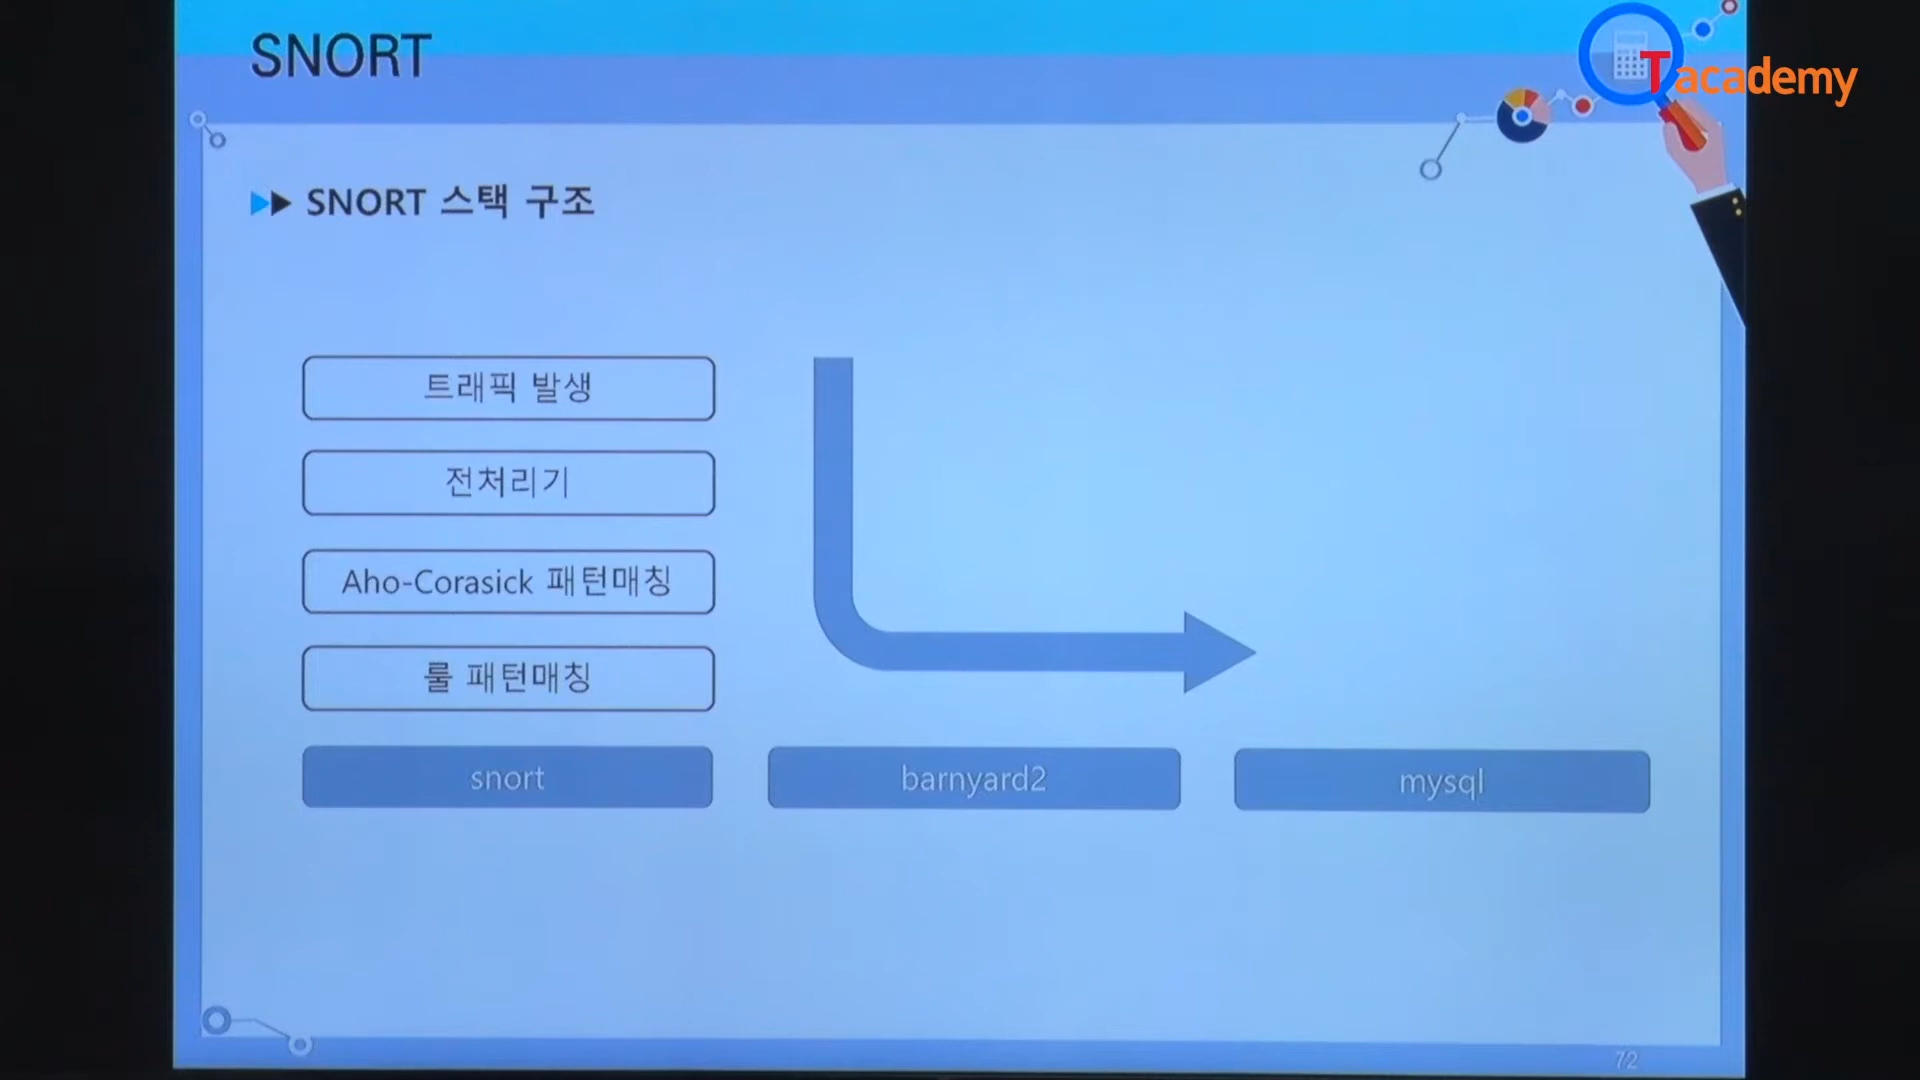 SNORT
Tacademy
SNORT 스택 구조
트래픽 발생
전처리기
Aho-Corasick 패턴매칭
룰 패턴매칭
snort
barnyard2
mysql
72